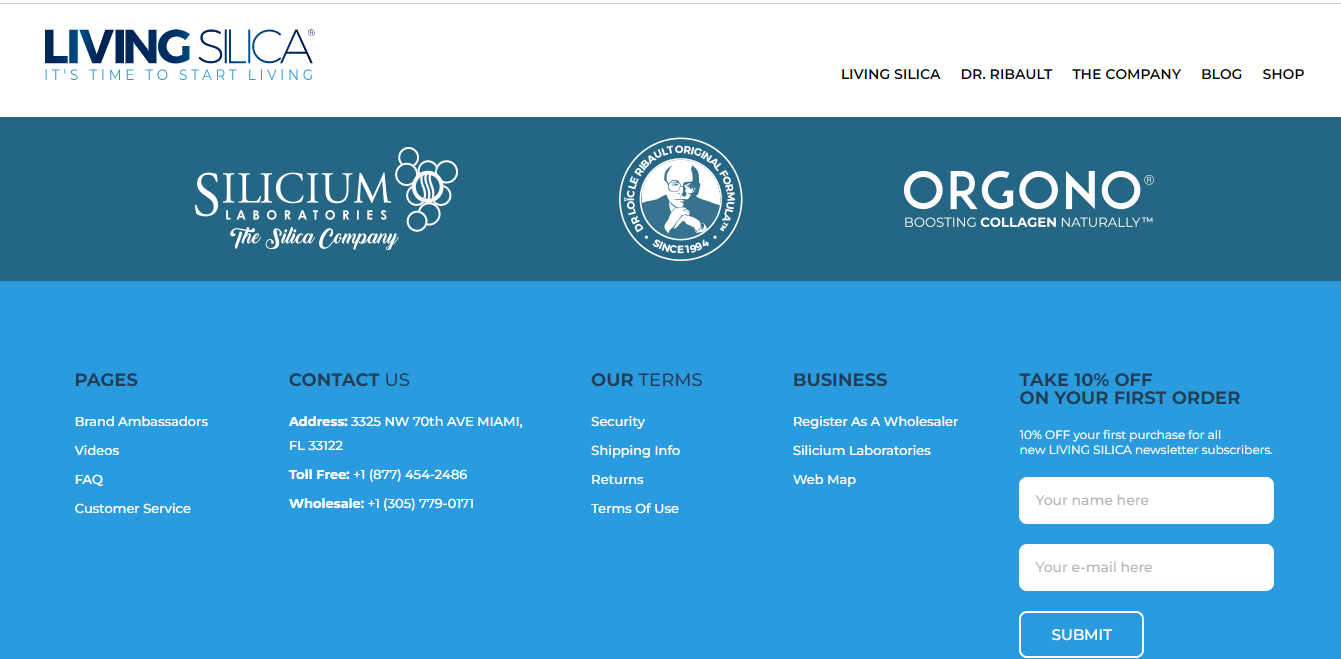 LIVING SILICA®
IT'S TIME TO START LIVING
LIVING SILICA DR. RIBAULT THE COMPANY BLOG SHOP
SILICIUM
LABORATORIES
The Silica Company
DR LOÏC LE RIBAULT ORIGINAL FORMULA™
• SINCE 1994 •
ORGONO®
BOOSTING COLLAGEN NATURALLY™
PAGES
Brand Ambassadors
Videos
FAQ
Customer Service
CONTACT US
Address: 3325 NW 70th AVE MIAMI,
FL 33122
Toll Free: +1 (877) 454-2486
Wholesale: +1 (305) 779-0171
OUR TERMS
Security
Shipping Info
Returns
Terms Of Use
BUSINESS
Register As A Wholesaler
Silicium Laboratories
Web Map
TAKE 10% OFF
ON YOUR FIRST ORDER
10% OFF your first purchase for all
new LIVING SILICA newsletter subscribers.
Your name here
Your e-mail here
SUBMIT